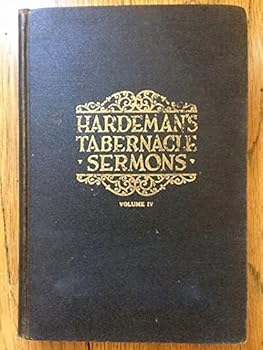 HARDEMAN'S
TABERNACLE
SERMONS
VOLUME IV